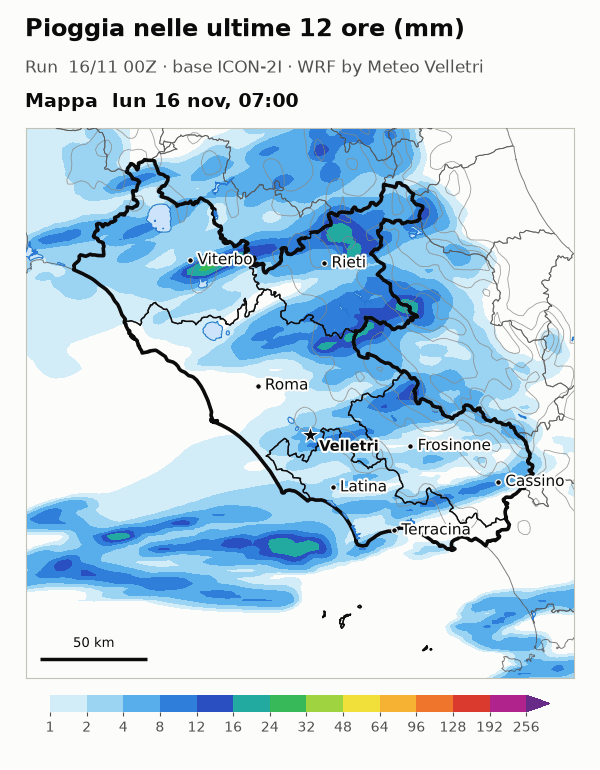 Pioggia nelle ultime 12 ore (mm)
Run 16/11 00Z · base ICON-2I · WRF by Meteo Velletri
Mappa lun 16 nov, 07:00
Viterbo
Rieti
Roma
Velletri
Frosinone
Cassino
Latina
Terracina
50 km
1 2 4 8 12 16 24 32 48 64 96 128 192 256